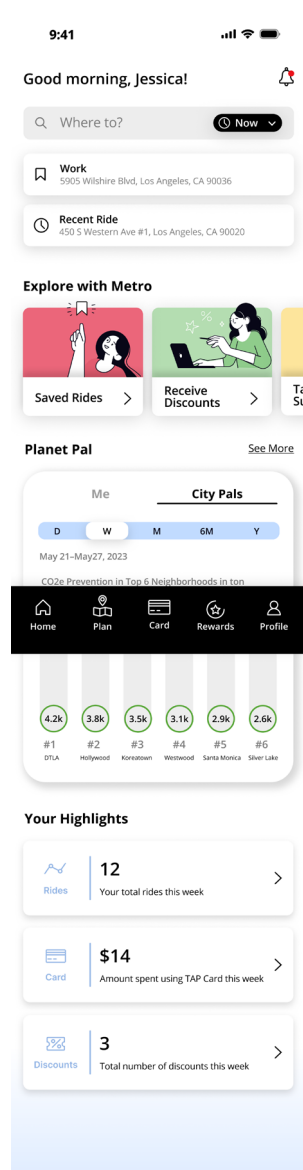 9:41
Good morning, Jessica!
Where to?
Now
Work
5905 Wilshire Blvd, Los Angeles, CA 90036
Recent Ride
450 S Western Ave #1, Los Angeles, CA 90020
Explore with Metro
Saved Rides
Receive
Discounts
Ta
Su
Planet Pal
See More
Me
City Pals
D W M 6M Y
May 21–May27, 2023
CO2e Prevention in Top 6 Neighborhoods in ton
Home Plan Card Rewards Profile
4.2k 3.8k 3.5k 3.1k 2.9k 2.6k
#1 #2 #3 #4 #5 #6
DTLA Hollywood Koreatown Westwood Santa Monica Silver Lake
Your Highlights
12
Rides
Your total rides this week
$14
Card
Amount spent using TAP Card this week
3
Discounts
Total number of discounts this week